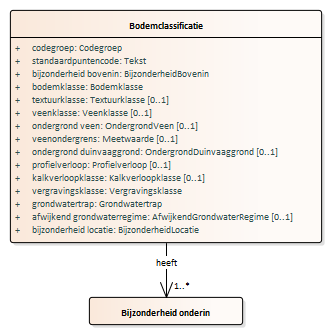 Bodemclassificatie
+ codegroep: Codegroep
+ standaardpuntencode: Tekst
+ bijzonderheid bovenin: BijzonderheidBovenin
+ bodemklasse: Bodemklasse
+ textuurklasse: Textuurklasse [0..1]
+ veenklasse: Veenklasse [0..1]
+ ondergrond veen: OndergrondVeen [0..1]
+ veenondergrens: Meetwaarde [0..1]
+ ondergrond duinvaaggrond: OndergrondDuinvaaggrond [0..1]
+ profielverloop: Profielverloop [0..1]
+ kalkverloopklasse: Kalkverloopklasse [0..1]
+ vergravingsklasse: Vergravingsklasse
+ grondwatertrap: Grondwatertrap
+ afwijkend grondwaterregime: AfwijkendGrondwaterRegime [0..1]
+ bijzonderheid locatie: BijzonderheidLocatie
heeft
1..*
Bijzonderheid onderin